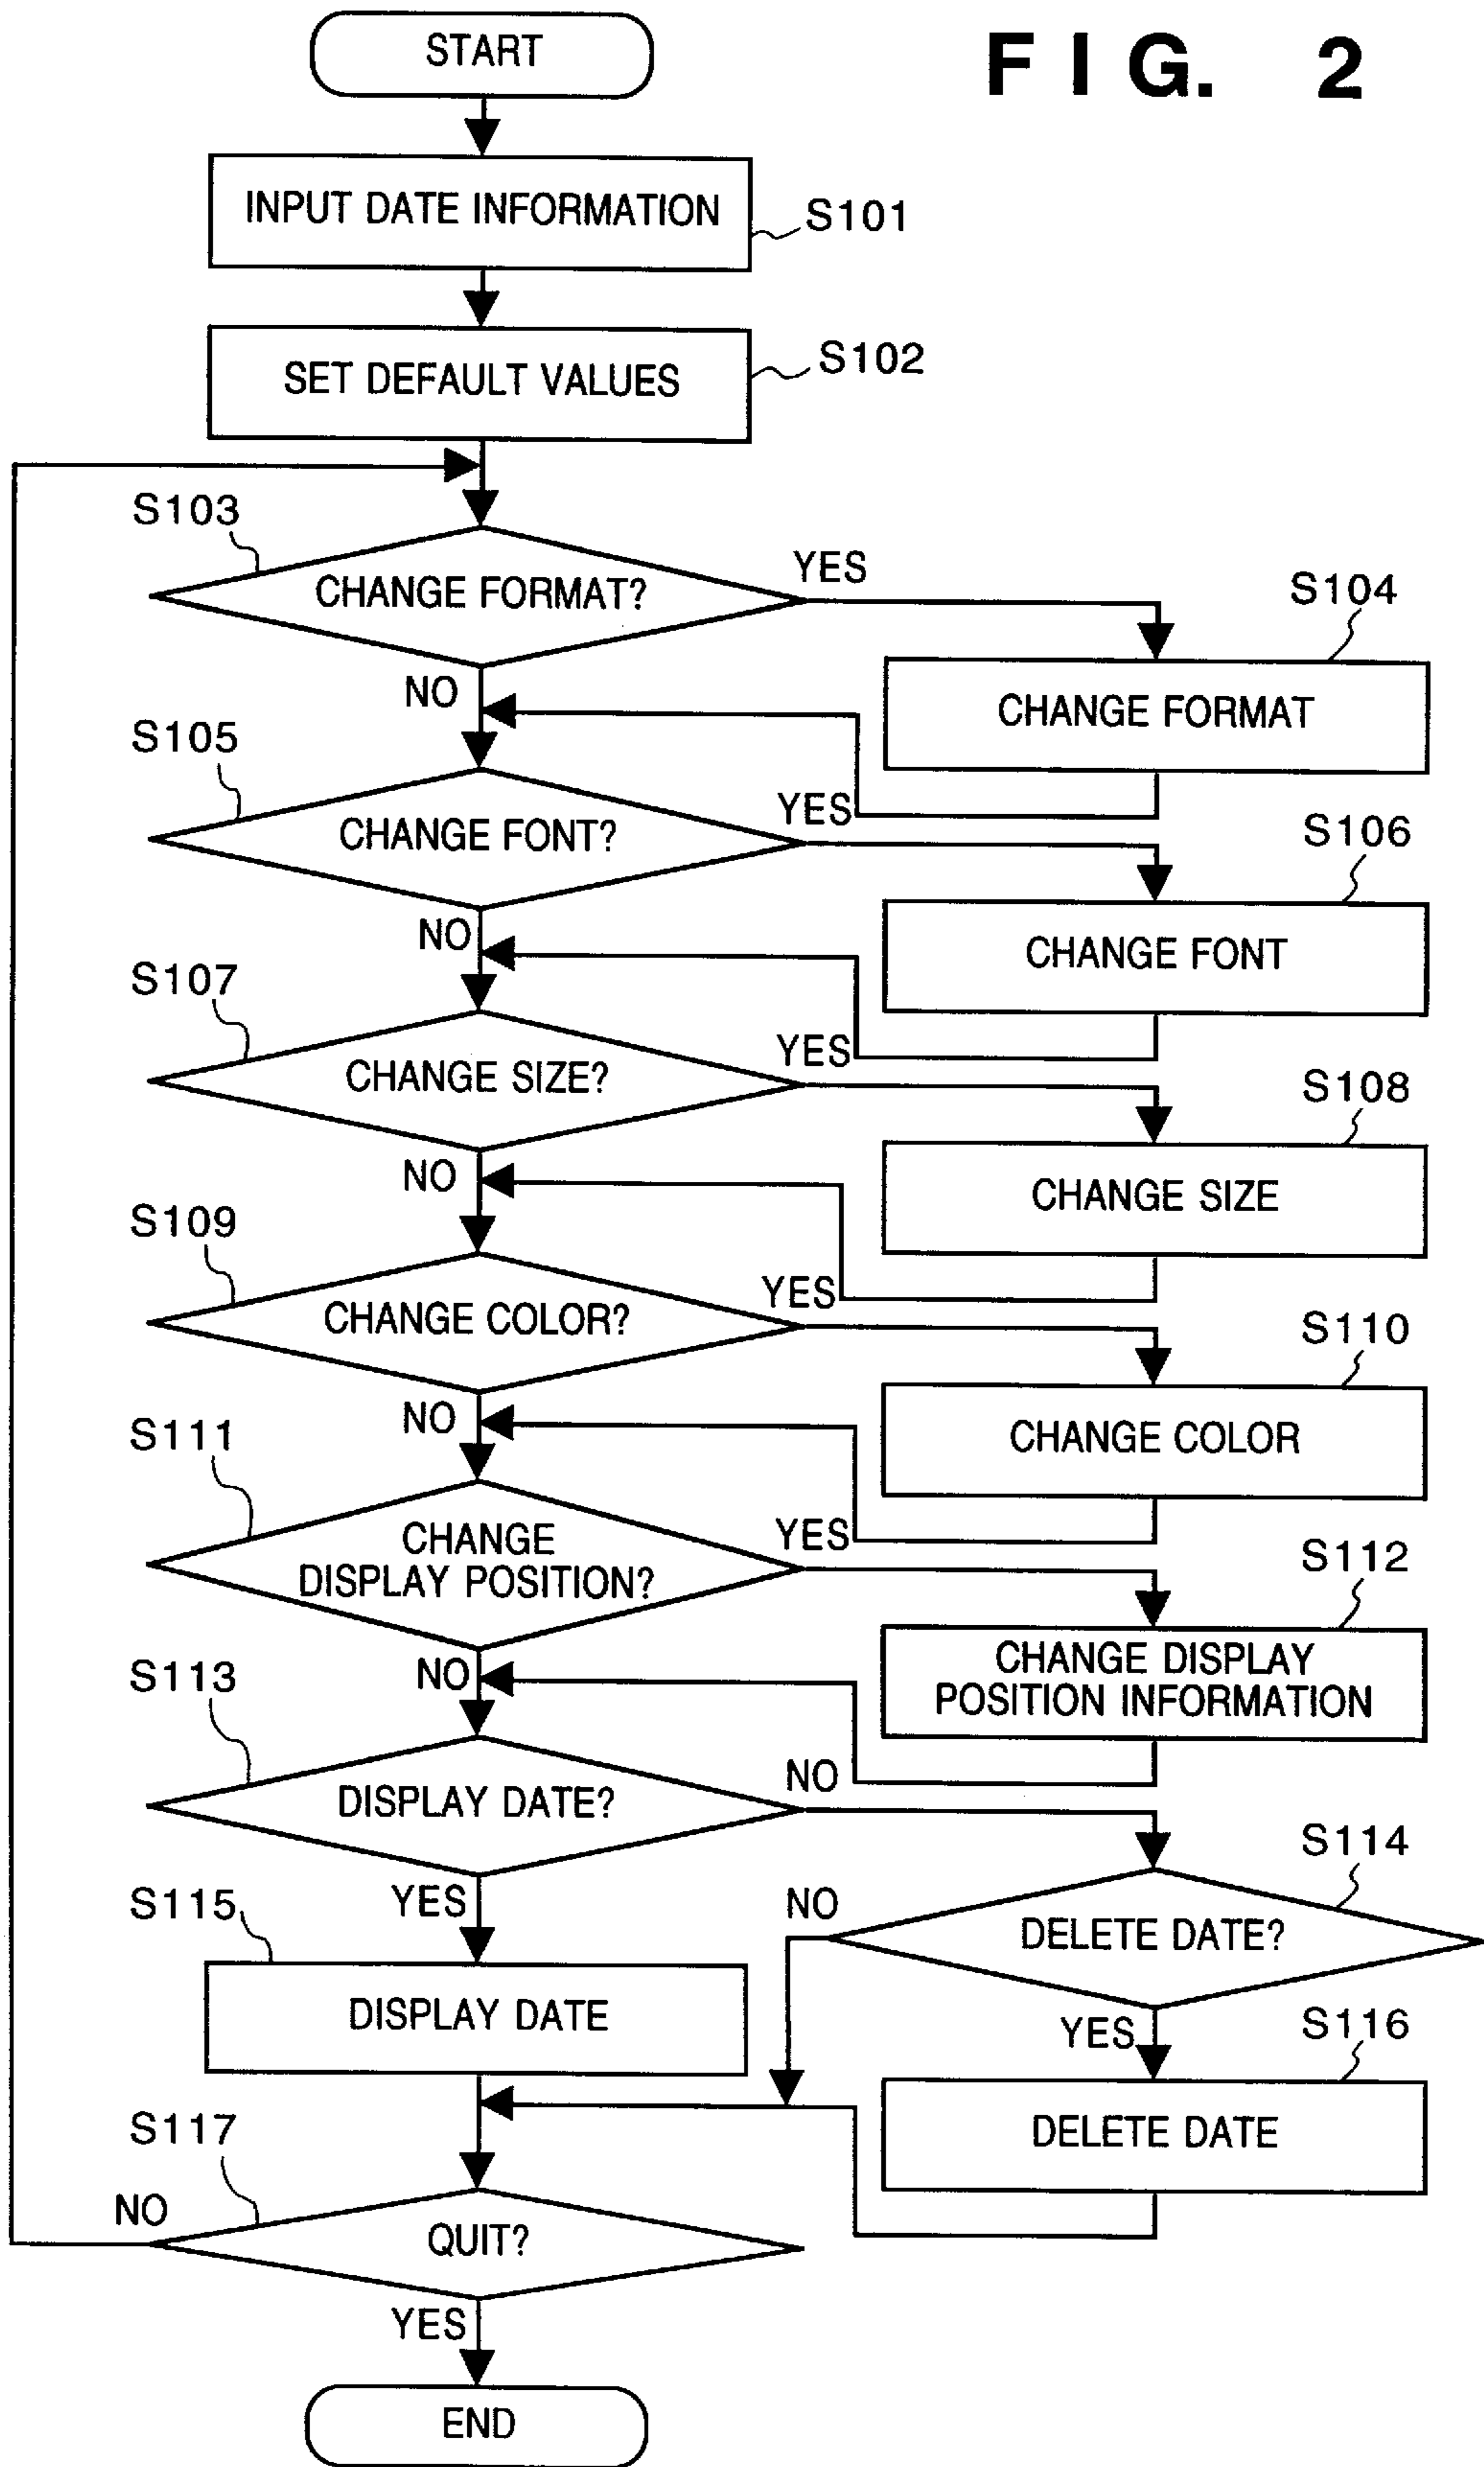 START
FIG. 2
INPUT DATE INFORMATION
S101
SET DEFAULT VALUES
S102
S103
CHANGE FORMAT?
YES
S104
CHANGE FORMAT
NO
S105
CHANGE FONT?
YES
S106
CHANGE FONT
NO
S107
CHANGE SIZE?
YES
S108
CHANGE SIZE
NO
S109
CHANGE COLOR?
YES
S110
CHANGE COLOR
NO
S111
CHANGE
DISPLAY POSITION?
YES
S112
CHANGE DISPLAY
POSITION INFORMATION
NO
S113
DISPLAY DATE?
NO
S114
DELETE DATE?
NO
YES
S115
DISPLAY DATE
YES
S116
DELETE DATE
S117
QUIT?
NO
YES
END